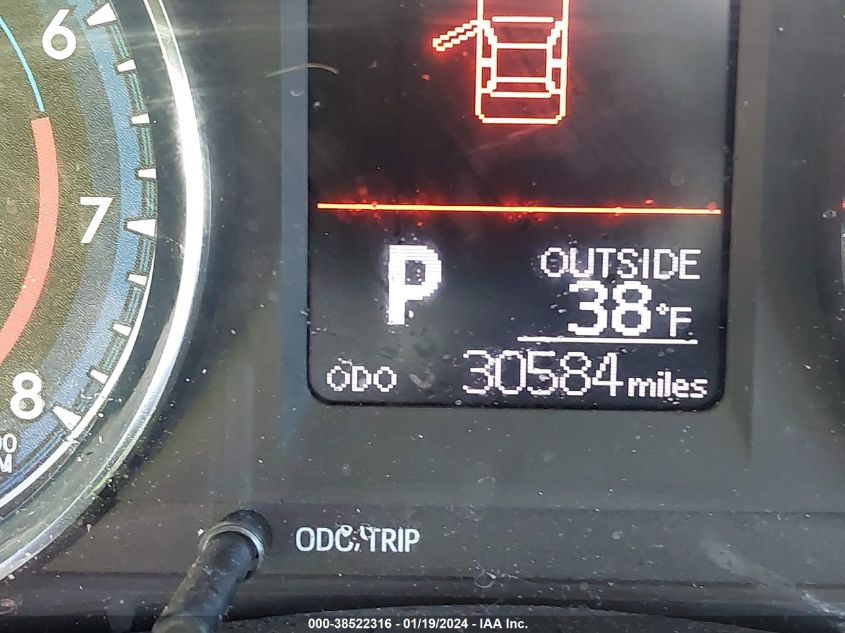 6
7
8
P
OUTSIDE
38°F
ODO 30584 miles
ODO/TRIP
000-38522316 - 01/19/2024 - IAA Inc.